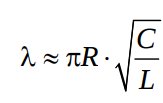 λ ≈ πR · √(C/L)